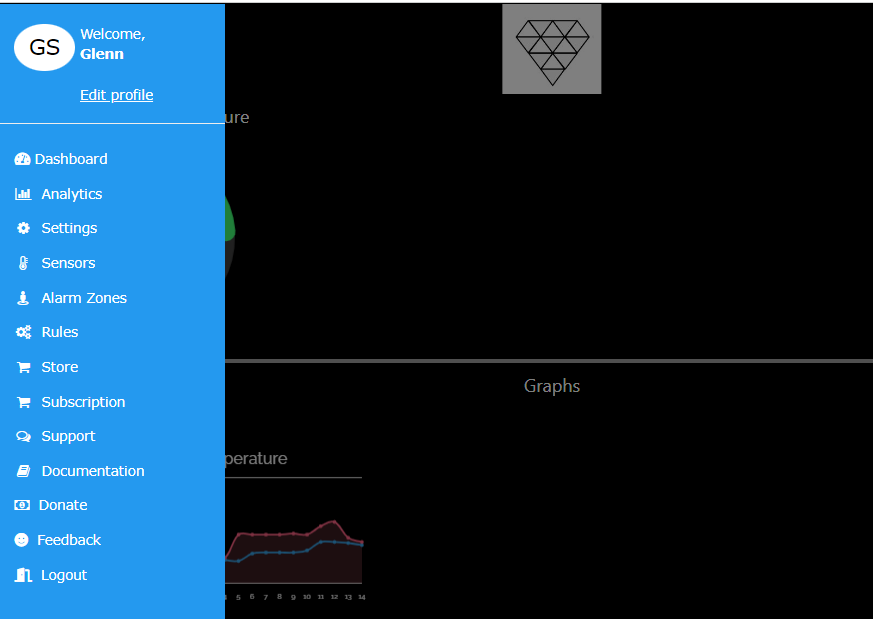 GS
Welcome,
Glenn
Edit profile
Dashboard
Analytics
Settings
Sensors
Alarm Zones
Rules
Store
Subscription
Support
Documentation
Donate
Feedback
Logout
ure
Graphs
perature
5 6 7 8 9 10 11 12 13 14